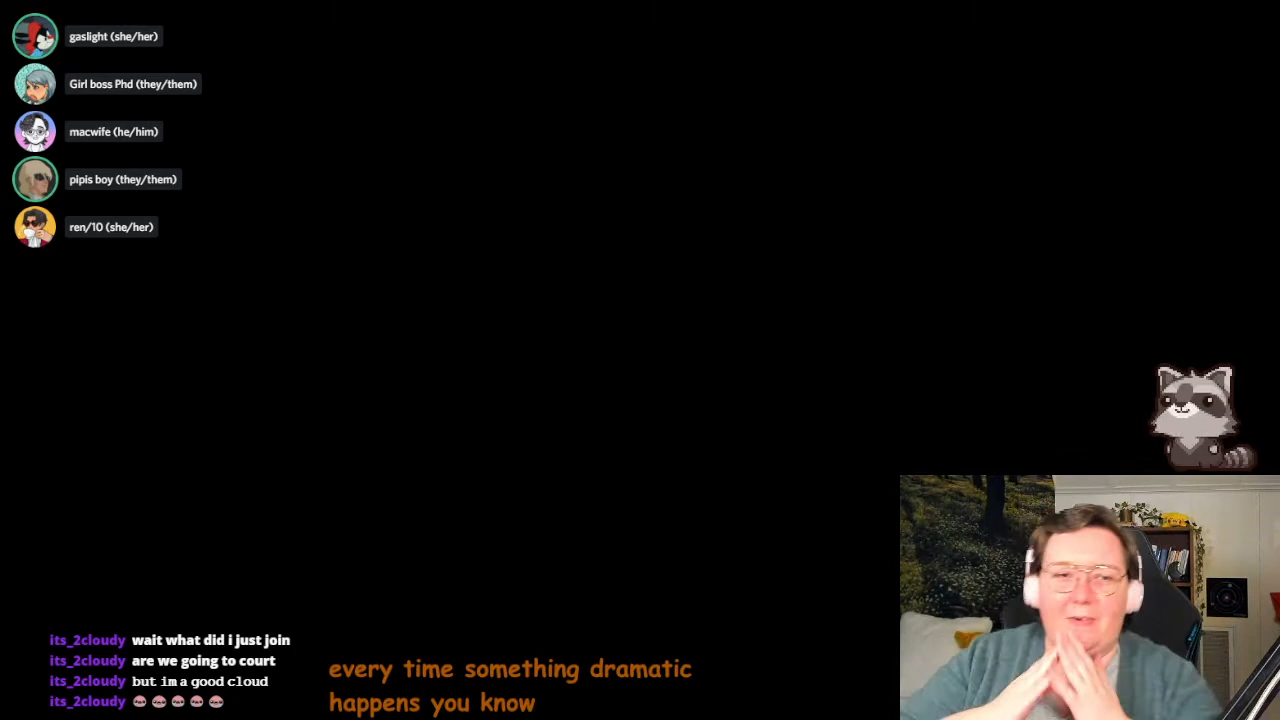 gaslight (she/her)
Girl boss Phd (they/them)
macwife (he/him)
pipis boy (they/them)
ren/10 (she/her)
its_2cloudy wait what did i just join
its_2cloudy are we going to court
its_2cloudy but im a good cloud
its_2cloudy
every time something dramatic
happens you know